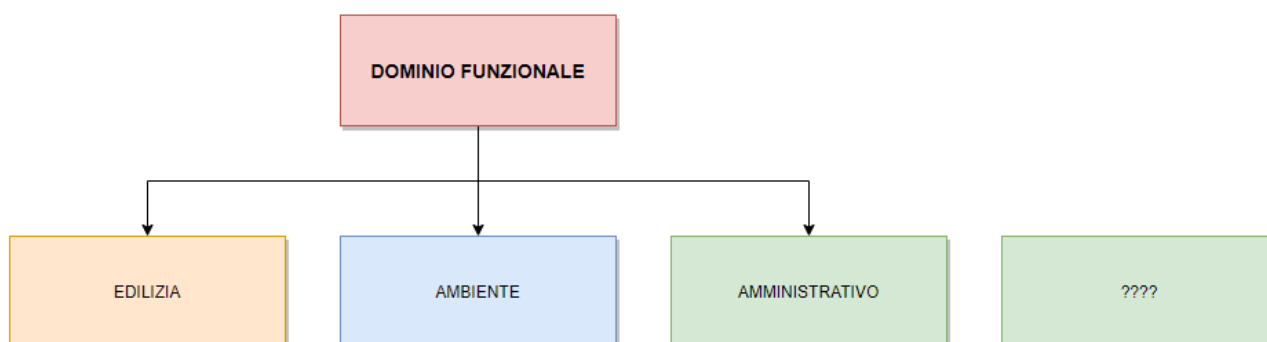 DOMINIO FUNZIONALE
EDILIZIA
AMBIENTE
AMMINISTRATIVO
????